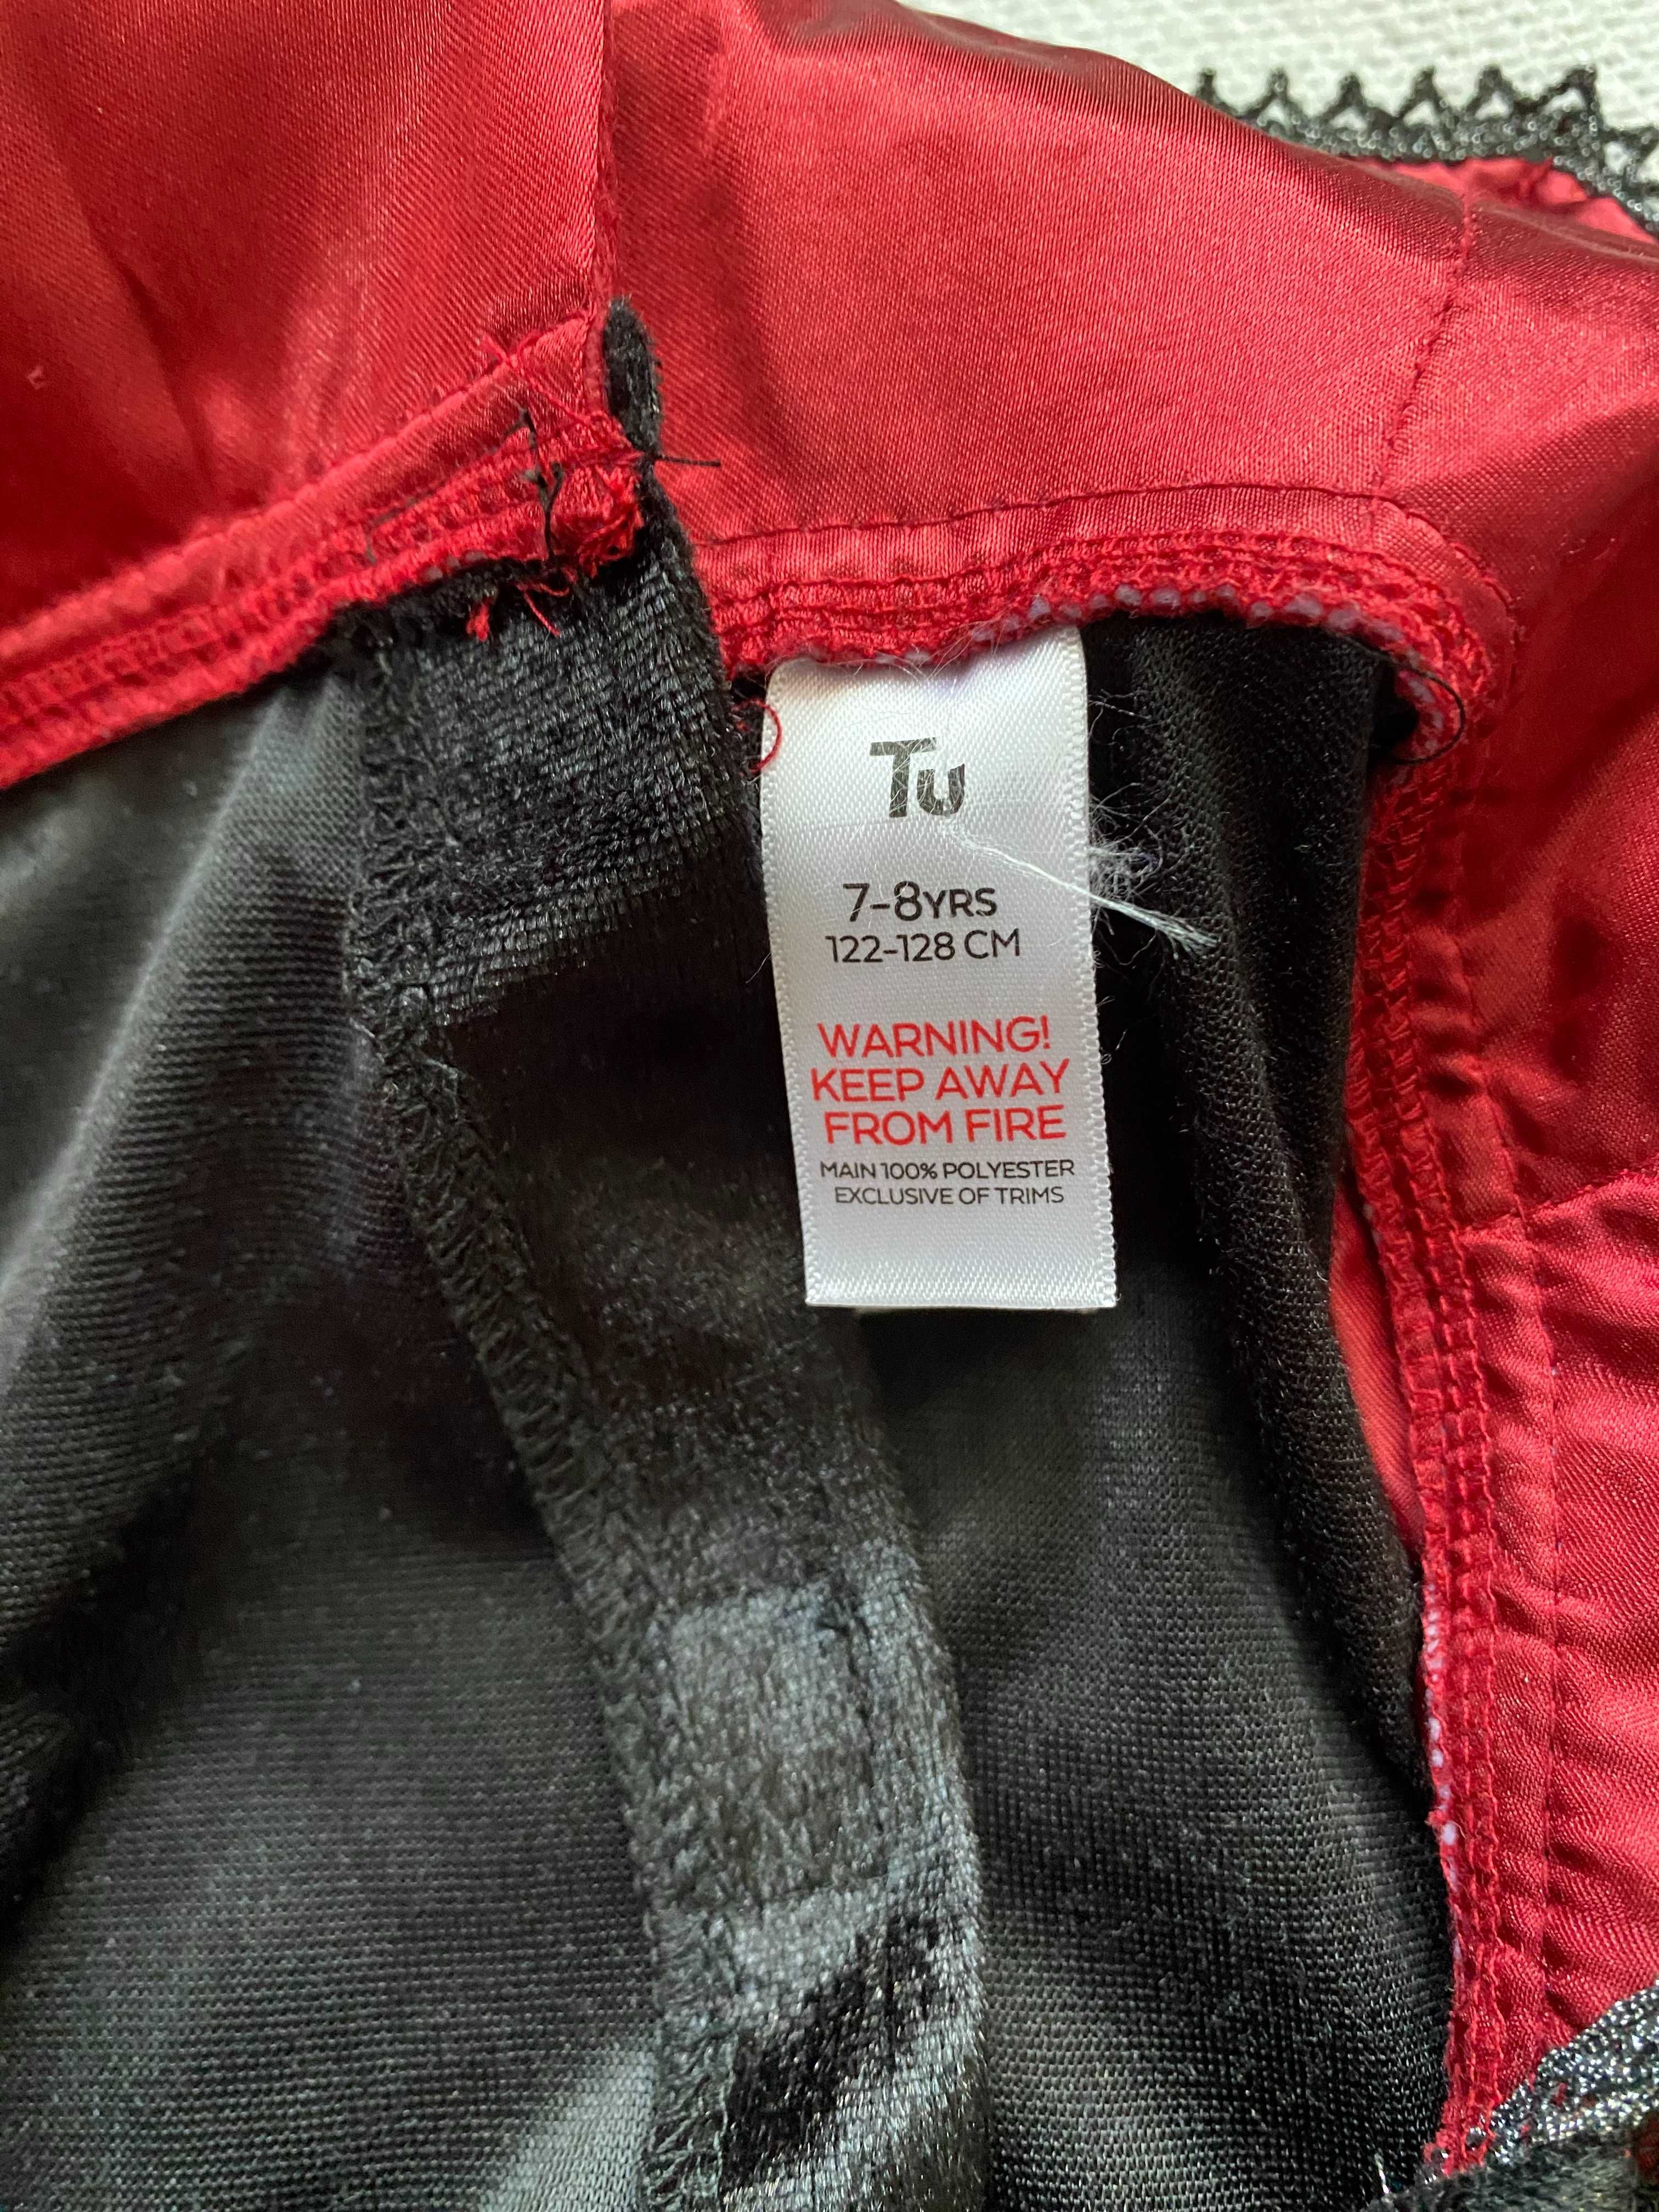 Tu
7-8YRS
122-128 CM
WARNING!
KEEP AWAY
FROM FIRE
MAIN 100% POLYESTER
EXCLUSIVE OF TRIMS